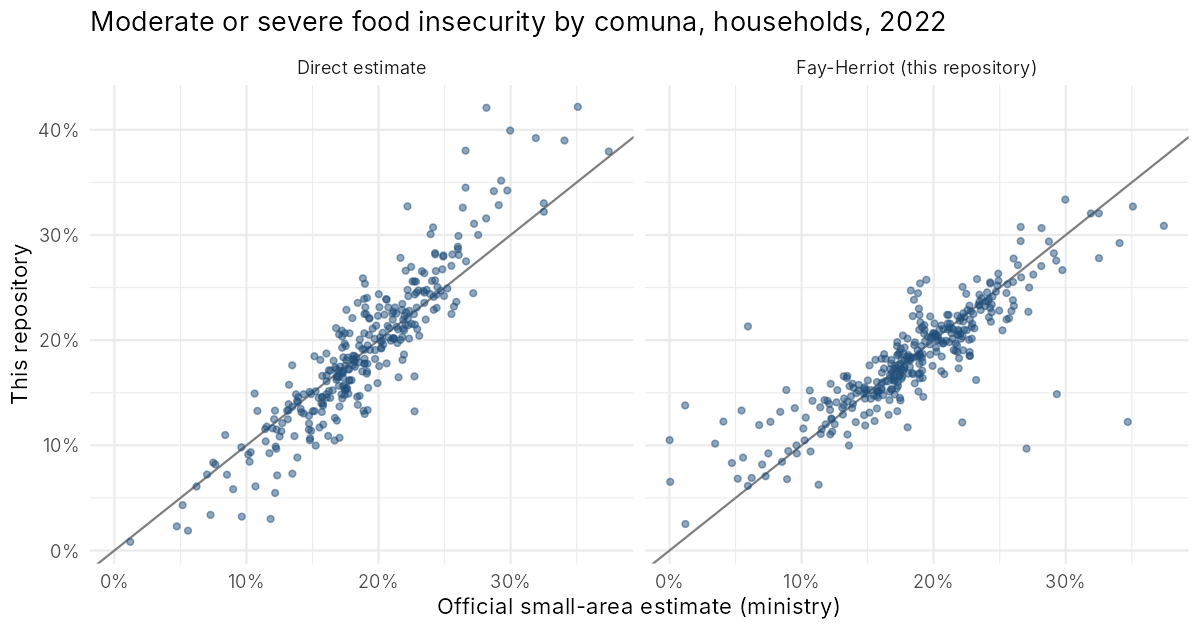 Moderate or severe food insecurity by comuna, households, 2022
Direct estimate
Fay-Herriot (this repository)
This repository
40%
30%
20%
10%
0%
0%
10%
20%
30%
0%
10%
20%
30%
Official small-area estimate (ministry)